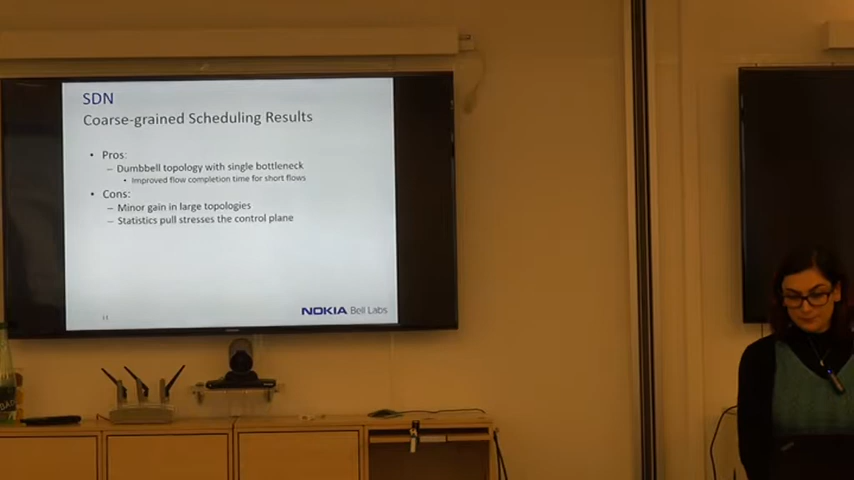 SDN
Coarse-grained Scheduling Results
• Pros:
– Dumbbell topology with single bottleneck
• Improved flow completion time for short flows
• Cons:
– Minor gain in large topologies
– Statistics pull stresses the control plane
11
NOKIA Bell Labs